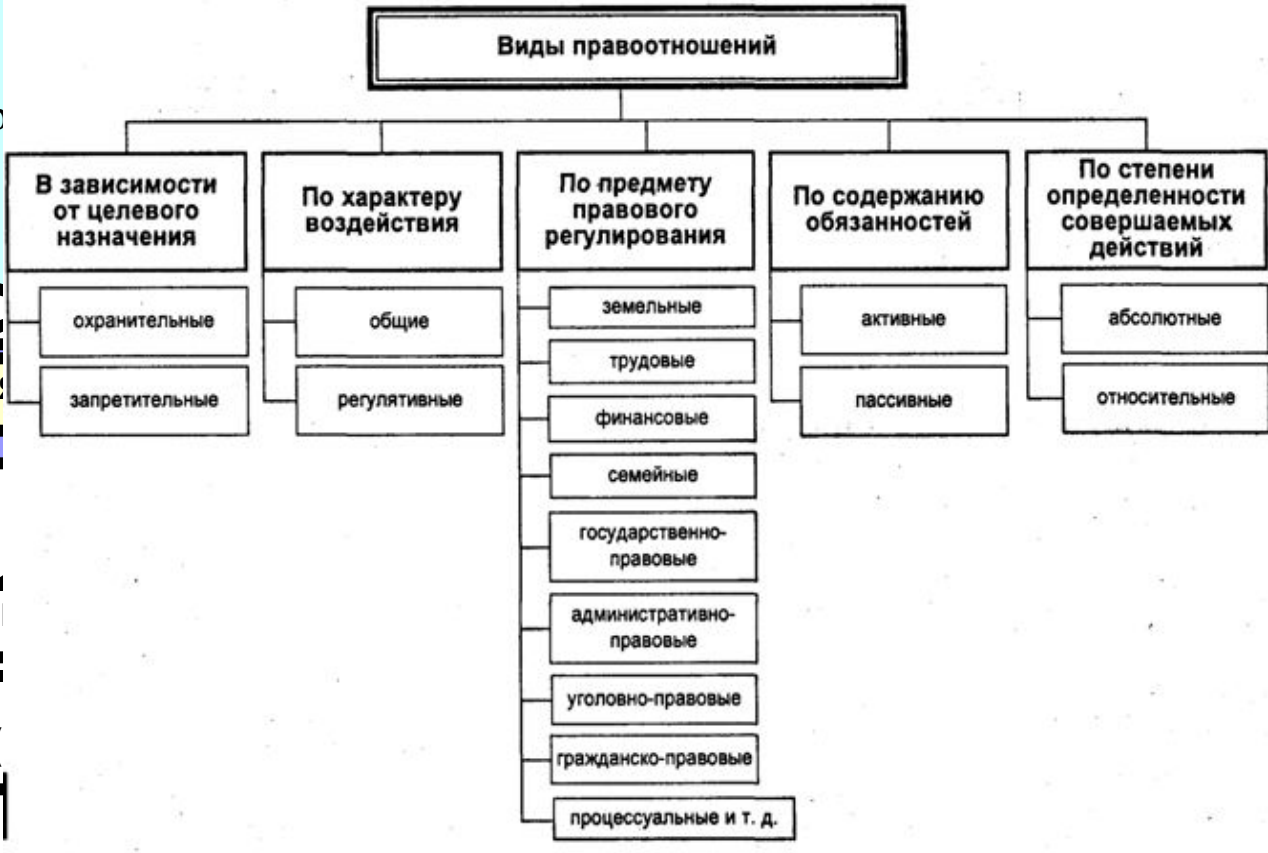 Виды правоотношений
В зависимости
от целевого
назначения
охранительные
запретительные
По характеру
воздействия
общие
регулятивные
По предмету
правового
регулирования
земельные
трудовые
финансовые
семейные
государственно-
правовые
административно-
правовые
уголовно-правовые
гражданско-правовые
процессуальные и т. д.
По содержанию
обязанностей
активные
пассивные
По степени
определенности
совершаемых
действий
абсолютные
относительные